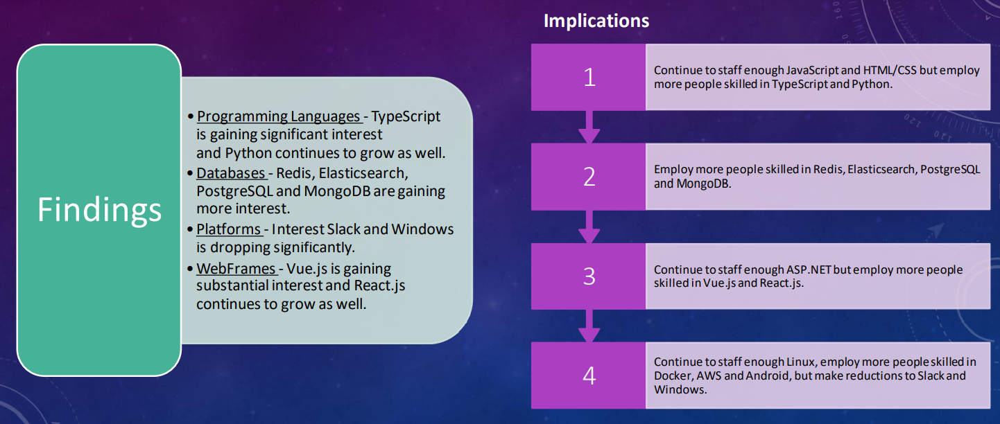 Implications
Findings
• Programming Languages - TypeScript
is gaining significant interest
and Python continues to grow as well.
• Databases - Redis, Elasticsearch,
PostgreSQL and MongoDB are gaining
more interest.
• Platforms - Interest Slack and Windows
is dropping significantly.
• WebFrames - Vue.js is gaining
substantial interest and React.js
continues to grow as well.
1
Continue to staff enough JavaScript and HTML/CSS but employ
more people skilled in TypeScript and Python.
2
Employ more people skilled in Redis, Elasticsearch, PostgreSQL
and MongoDB.
3
Continue to staff enough ASP.NET but employ more people
skilled in Vue.js and React.js.
4
Continue to staff enough Linux, employ more people skilled in
Docker, AWS and Android, but make reductions to Slack and
Windows.
160
120
110